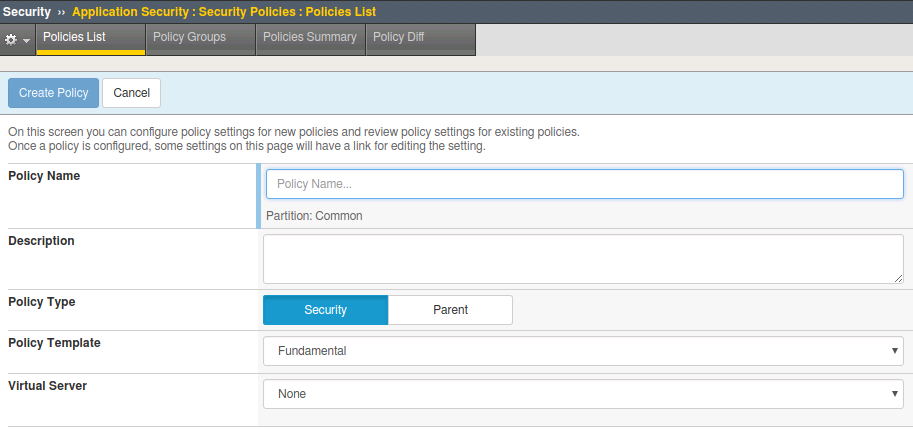 Security ›› Application Security : Security Policies : Policies List
Policies List Policy Groups Policies Summary Policy Diff
Create Policy Cancel
On this screen you can configure policy settings for new policies and review policy settings for existing policies.
Once a policy is configured, some settings on this page will have a link for editing the setting.
Policy Name
Policy Name...
Partition: Common
Description
Policy Type Security Parent
Policy Template Fundamental
Virtual Server None